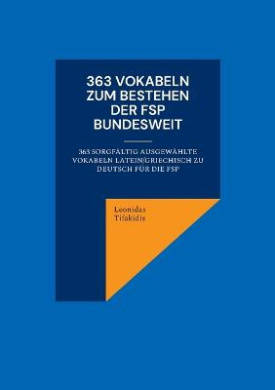 363 VOKABELN
ZUM BESTEHEN
DER FSP
BUNDESWEIT
363 SORGFÄLTIG AUSGEWÄHLTE
VOKABELN LATEIN/GRIECHISCH ZU
DEUTSCH FÜR DIE FSP
Leonidas
Tifakidis